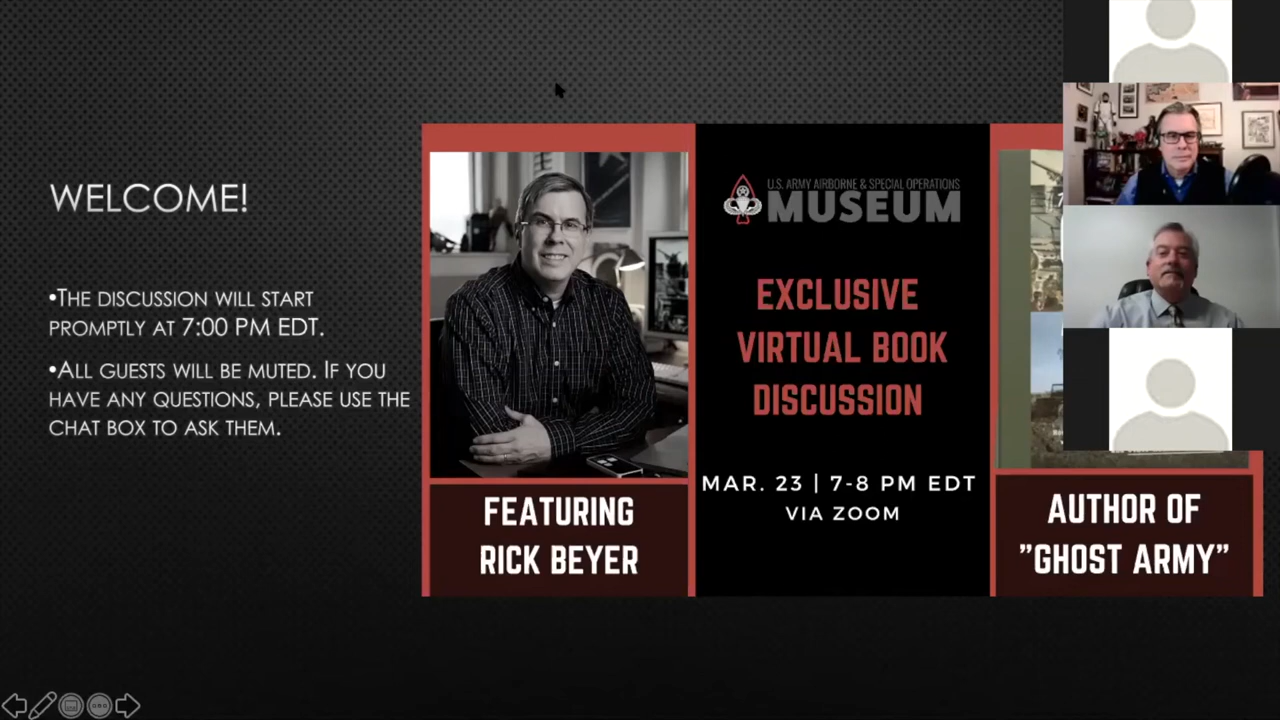 WELCOME!
•THE DISCUSSION WILL START
PROMPTLY AT 7:00 PM EDT.
•ALL GUESTS WILL BE MUTED. IF YOU
HAVE ANY QUESTIONS, PLEASE USE THE
CHAT BOX TO ASK THEM.
FEATURING
RICK BEYER
U.S. ARMY AIRBORNE & SPECIAL OPERATIONS
MUSEUM
EXCLUSIVE
VIRTUAL BOOK
DISCUSSION
MAR. 23 | 7-8 PM EDT
VIA ZOOM
AUTHOR OF
"GHOST ARMY"